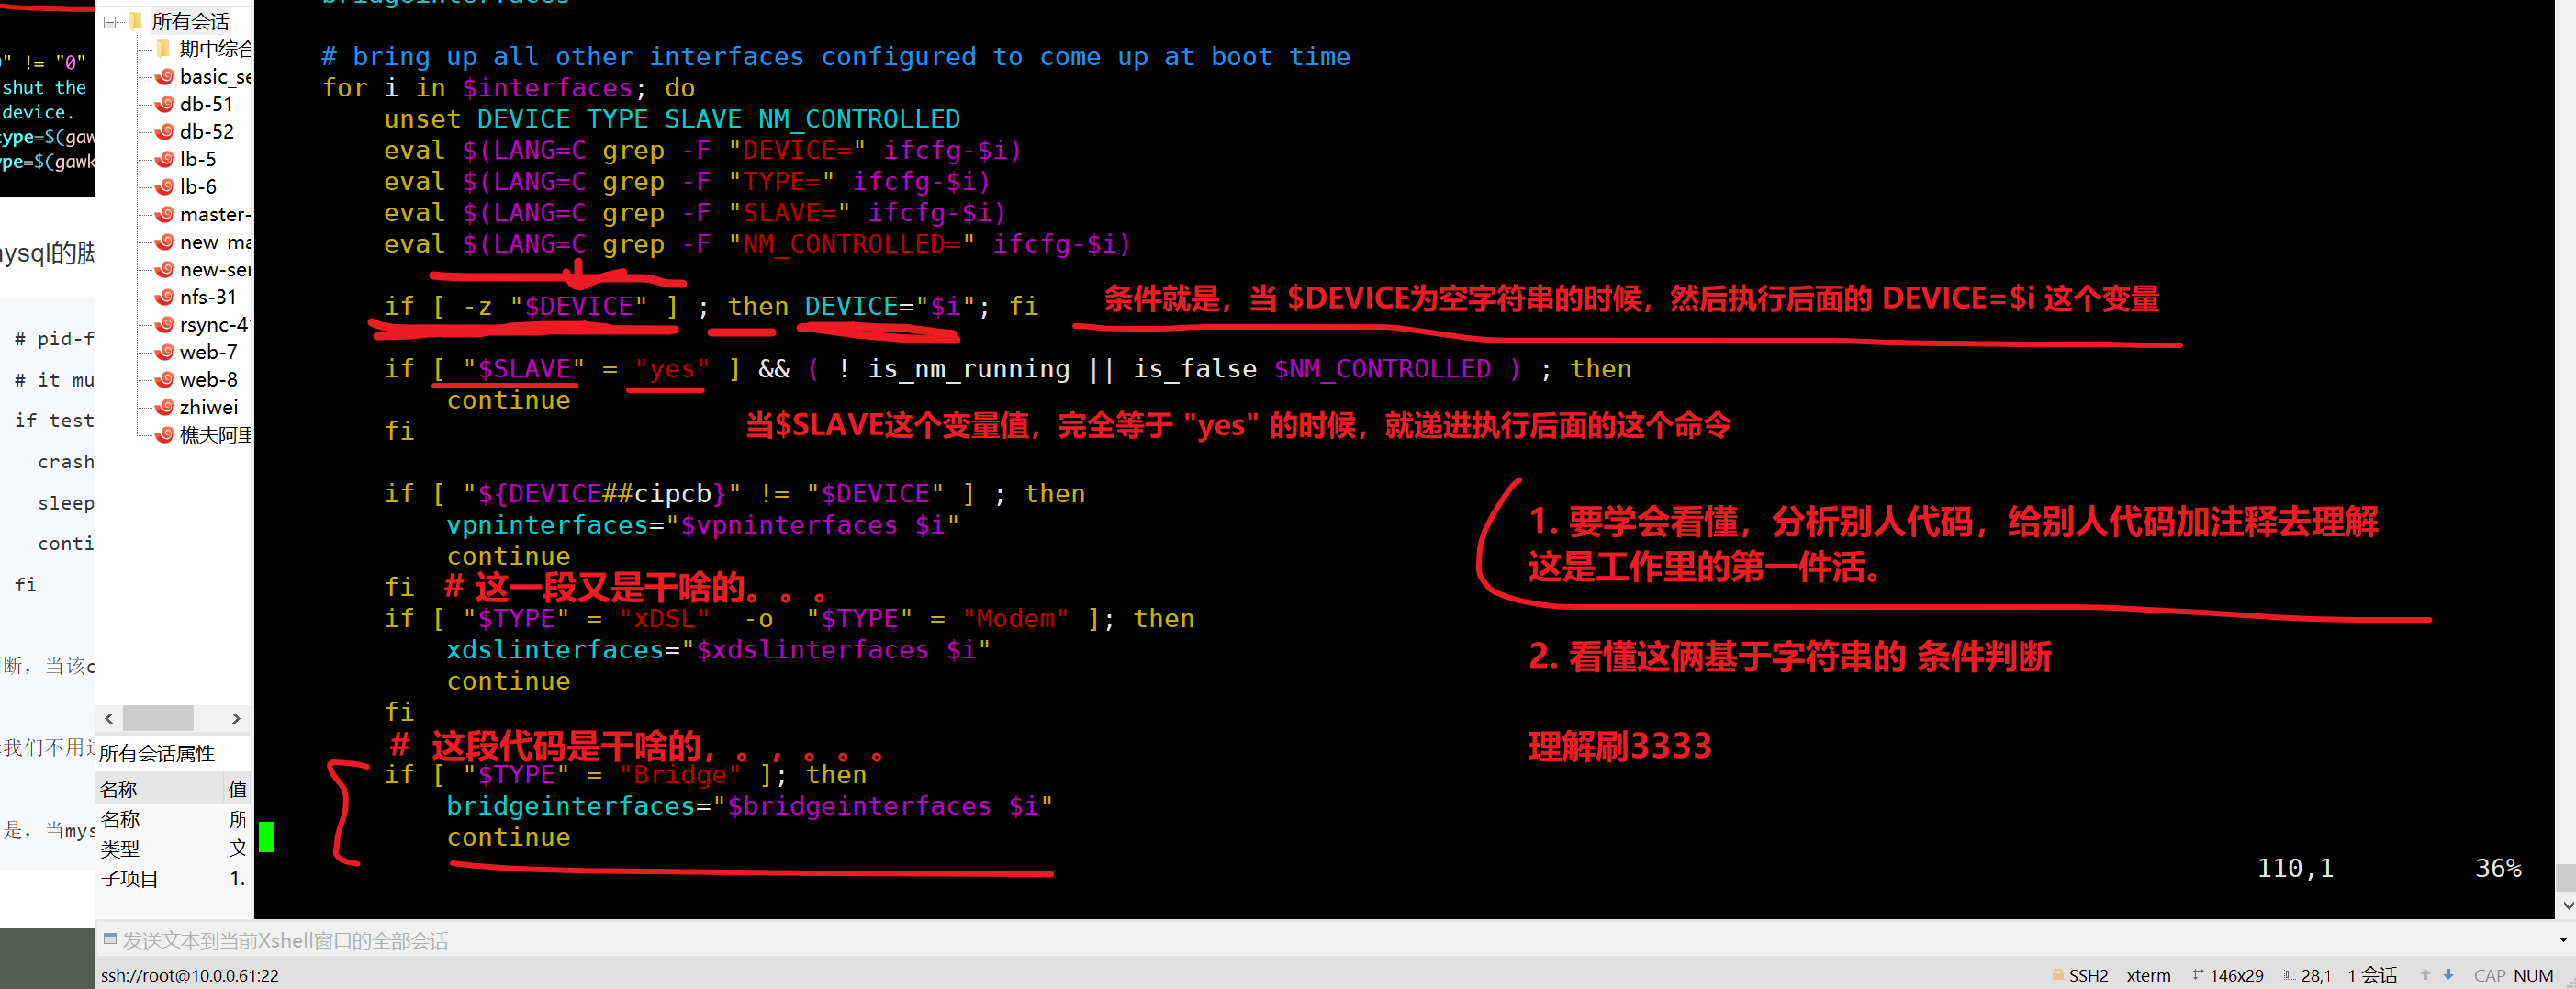 " != "0"
shut the
device.
type=$(gaw
ype=$(gawk
ysql的脚
# pid-f
# it mu
if test
crash
sleep
conti
fi
断，当该c
我们不用
是，当mys
所有会话
期中综合
basic_se
db-51
db-52
lb-5
lb-6
master-
new_ma
new-ser
nfs-31
rsync-4
web-7
web-8
zhiwei
樵夫阿里
所有会话属性
名称 值
名称 所
类型 文
子项目 1.
bridgeinterfaces
# bring up all other interfaces configured to come up at boot time
for i in $interfaces; do
unset DEVICE TYPE SLAVE NM_CONTROLLED
eval $(LANG=C grep -F "DEVICE=" ifcfg-$i)
eval $(LANG=C grep -F "TYPE=" ifcfg-$i)
eval $(LANG=C grep -F "SLAVE=" ifcfg-$i)
eval $(LANG=C grep -F "NM_CONTROLLED=" ifcfg-$i)
if [ -z "$DEVICE" ] ; then DEVICE="$i"; fi
条件就是，当 $DEVICE为空字符串的时候，然后执行后面的 DEVICE=$i 这个变量
if [ "$SLAVE" = "yes" ] && ( ! is_nm_running || is_false $NM_CONTROLLED ) ; then
continue
当$SLAVE这个变量值，完全等于 "yes" 的时候，就递进执行后面的这个命令
fi
if [ "${DEVICE##cipcb}" != "$DEVICE" ] ; then
vpninterfaces="$vpninterfaces $i"
continue
fi # 这一段又是干啥的。。。
if [ "$TYPE" = "xDSL" -o "$TYPE" = "Modem" ]; then
xdslinterfaces="$xdslinterfaces $i"
continue
fi
# 这段代码是干啥的，。，。。。
if [ "$TYPE" = "Bridge" ]; then
bridgeinterfaces="$bridgeinterfaces $i"
continue
1. 要学会看懂，分析别人代码，给别人代码加注释去理解
这是工作里的第一件活。
2. 看懂这俩基于字符串的 条件判断
理解刷3333
110,1 36%
发送文本到当前Xshell窗口的全部会话
ssh://root@10.0.0.61:22 SSH2 xterm 146x29 28,1 1 会话 CAP NUM